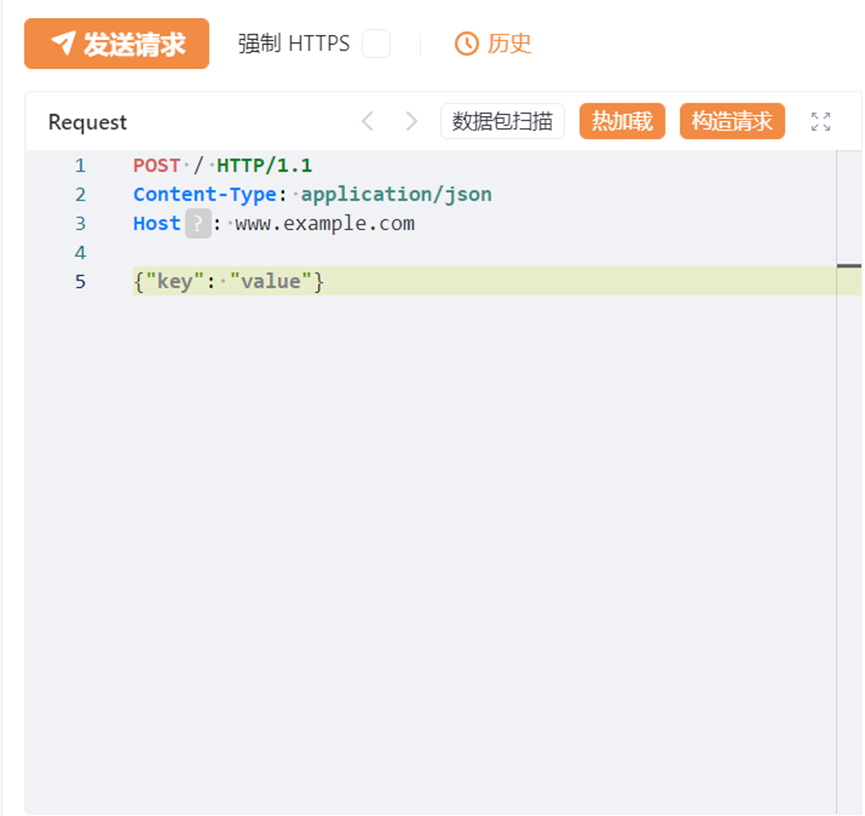 发送请求 强制 HTTPS 历史
Request 数据包扫描 热加载 构造请求
1 POST / HTTP/1.1
2 Content-Type: application/json
3 Host ? : www.example.com
4
5 {"key": "value"}